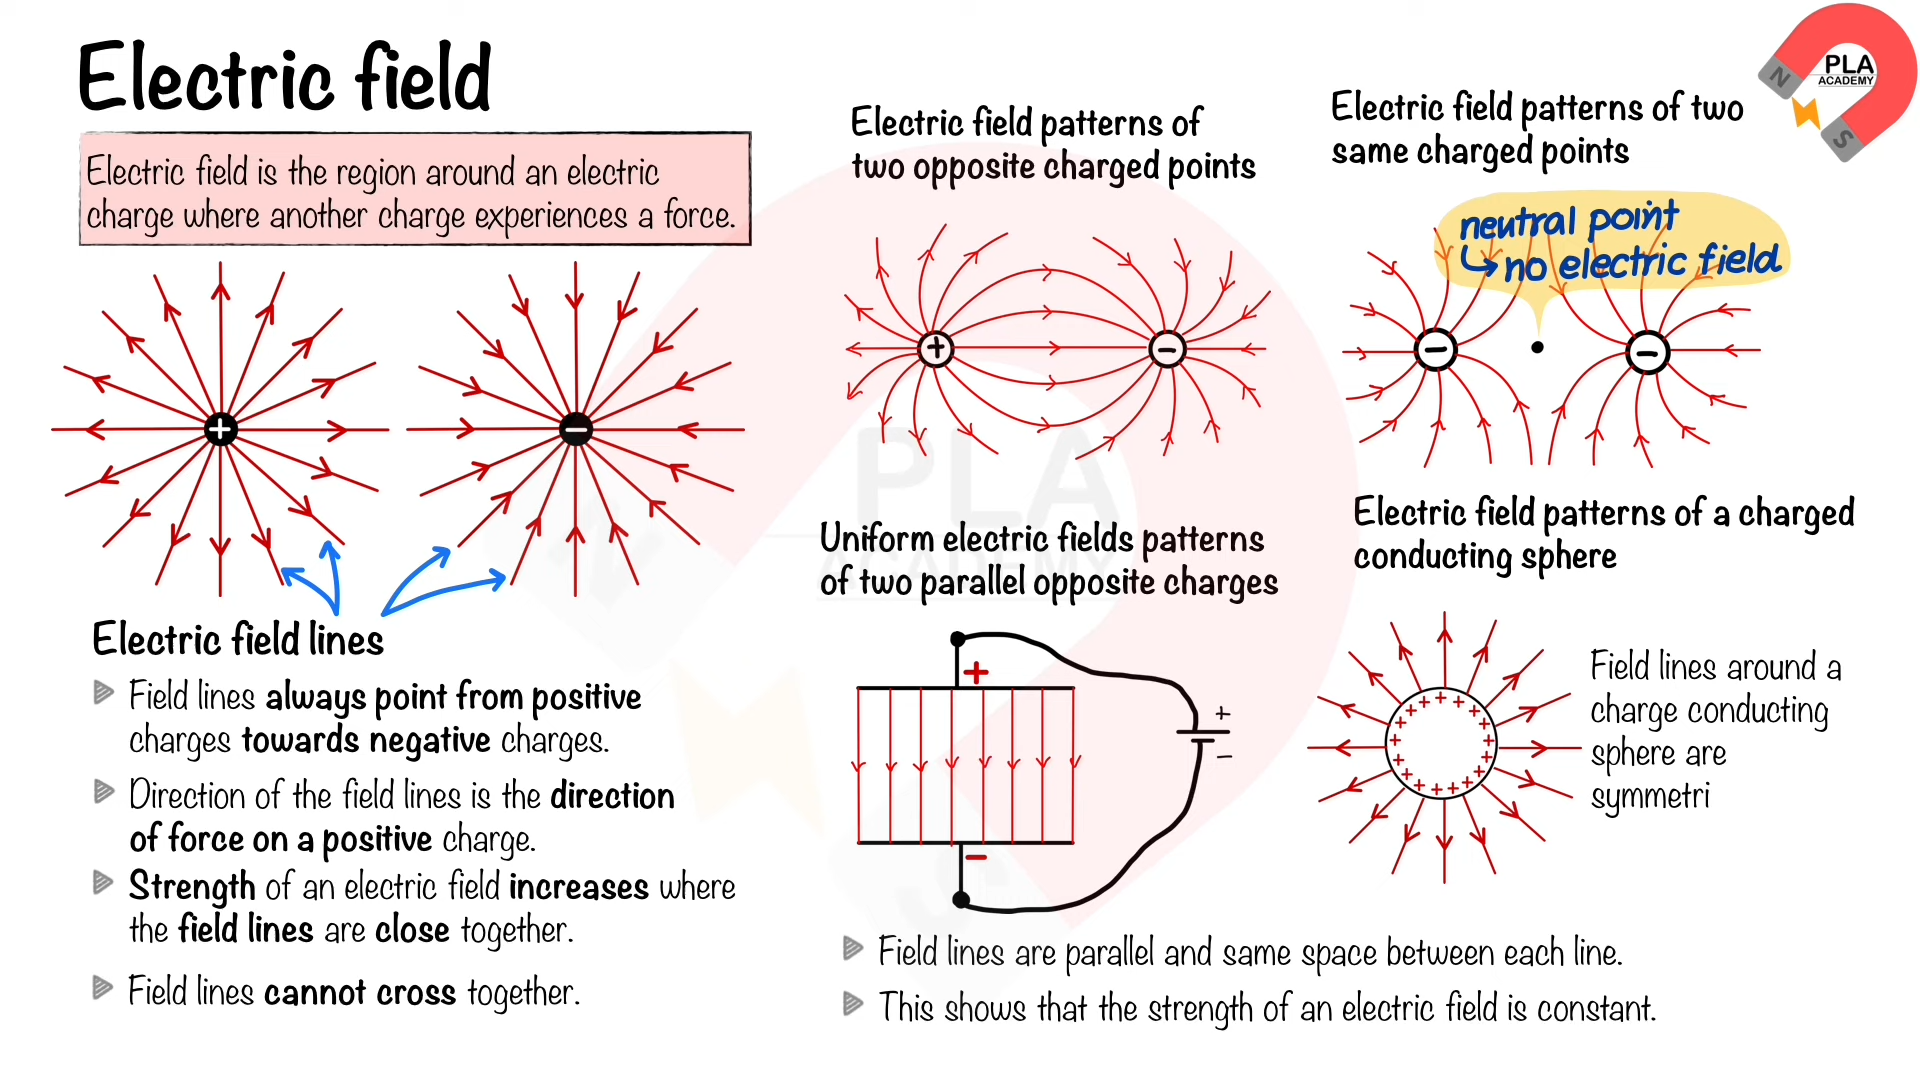 Electric field
Electric field is the region around an electric
charge where another charge experiences a force.
+
−
Electric field lines
Field lines always point from positive
charges towards negative charges.
Direction of the field lines is the direction
of force on a positive charge.
Strength of an electric field increases where
the field lines are close together.
Field lines cannot cross together.
Electric field patterns of
two opposite charged points
+
−
Electric field patterns of two
same charged points
neutral point
↳ no electric field
−
−
Uniform electric fields patterns
of two parallel opposite charges
+
−
+
−
Electric field patterns of a charged
conducting sphere
+ + + + + + + + + + + + + + + + + +
Field lines around a
charge conducting
sphere are
symmetri
Field lines are parallel and same space between each line.
This shows that the strength of an electric field is constant.
N
PLA
ACADEMY
S
PLA
ACADEMY